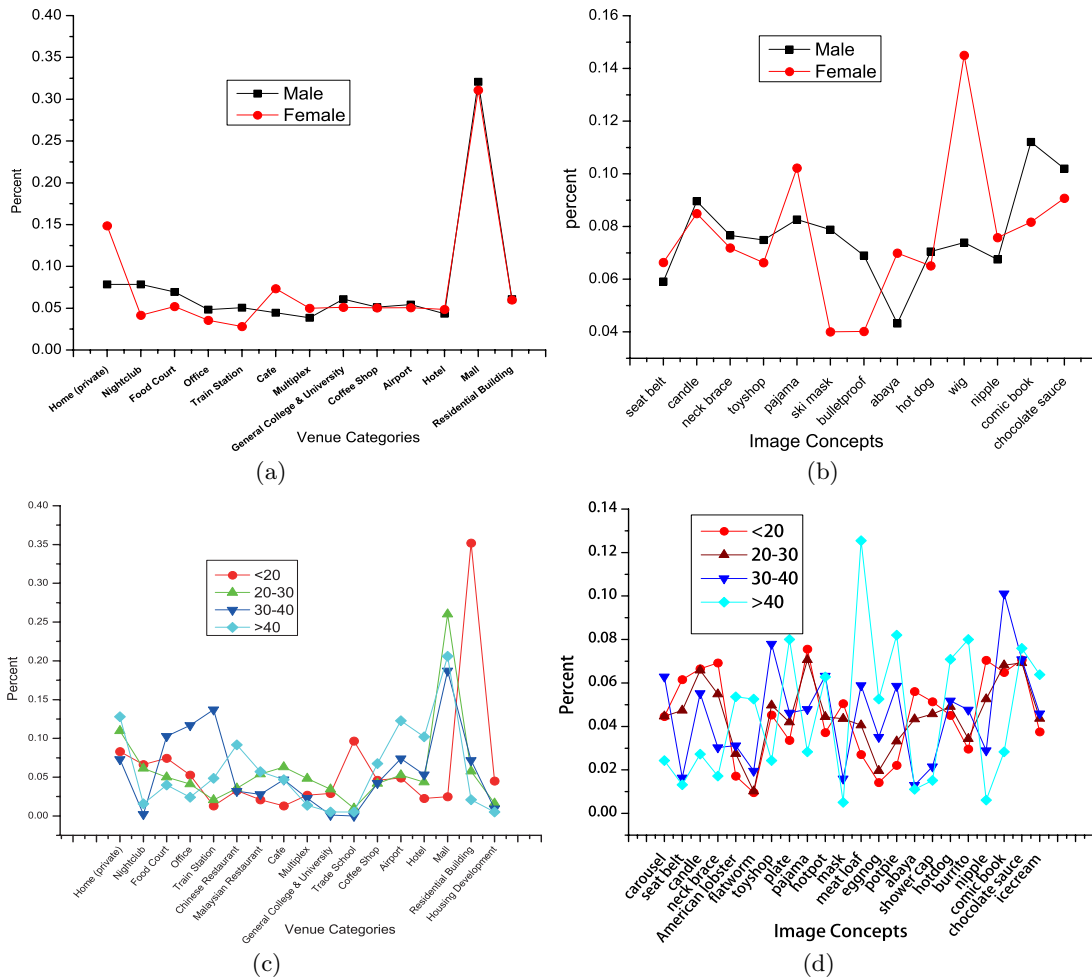 0.40
0.35
0.30
0.25
0.20
0.15
0.10
0.05
0.00
Percent
Male
Female
Home (private)
Nightclub
Food Court
Office
Train Station
Cafe
Multiplex
General College & University
Coffee Shop
Airport
Hotel
Mall
Residential Building
Venue Categories
(a)
0.16
0.14
0.12
0.10
0.08
0.06
0.04
percent
Male
Female
seat belt
candle
neck brace
toyshop
pajama
ski mask
bulletproof
abaya
hot dog
wig
nipple
comic book
chocolate sauce
Image Concepts
(b)
0.40
0.35
0.30
0.25
0.20
0.15
0.10
0.05
0.00
Percent
<20
20-30
30-40
>40
Home (private)
Nightclub
Food Court
Office
Train Station
Chinese Restaurant
Malaysian Restaurant
Cafe
Multiplex
General College & University
Trade School
Coffee Shop
Airport
Hotel
Mall
Residential Building
Housing Development
Venue Categories
(c)
0.14
0.12
0.10
0.08
0.06
0.04
0.02
0.00
Percent
<20
20-30
30-40
>40
carousel
seat belt
candle
neck brace
American lobster
flatworm
toyshop
plate
pajama
hotpot
mask
meat loaf
eggnog
potpie
abaya
shower cap
hotdog
burrito
nipple
comic book
chocolate sauce
icecream
Image Concepts
(d)